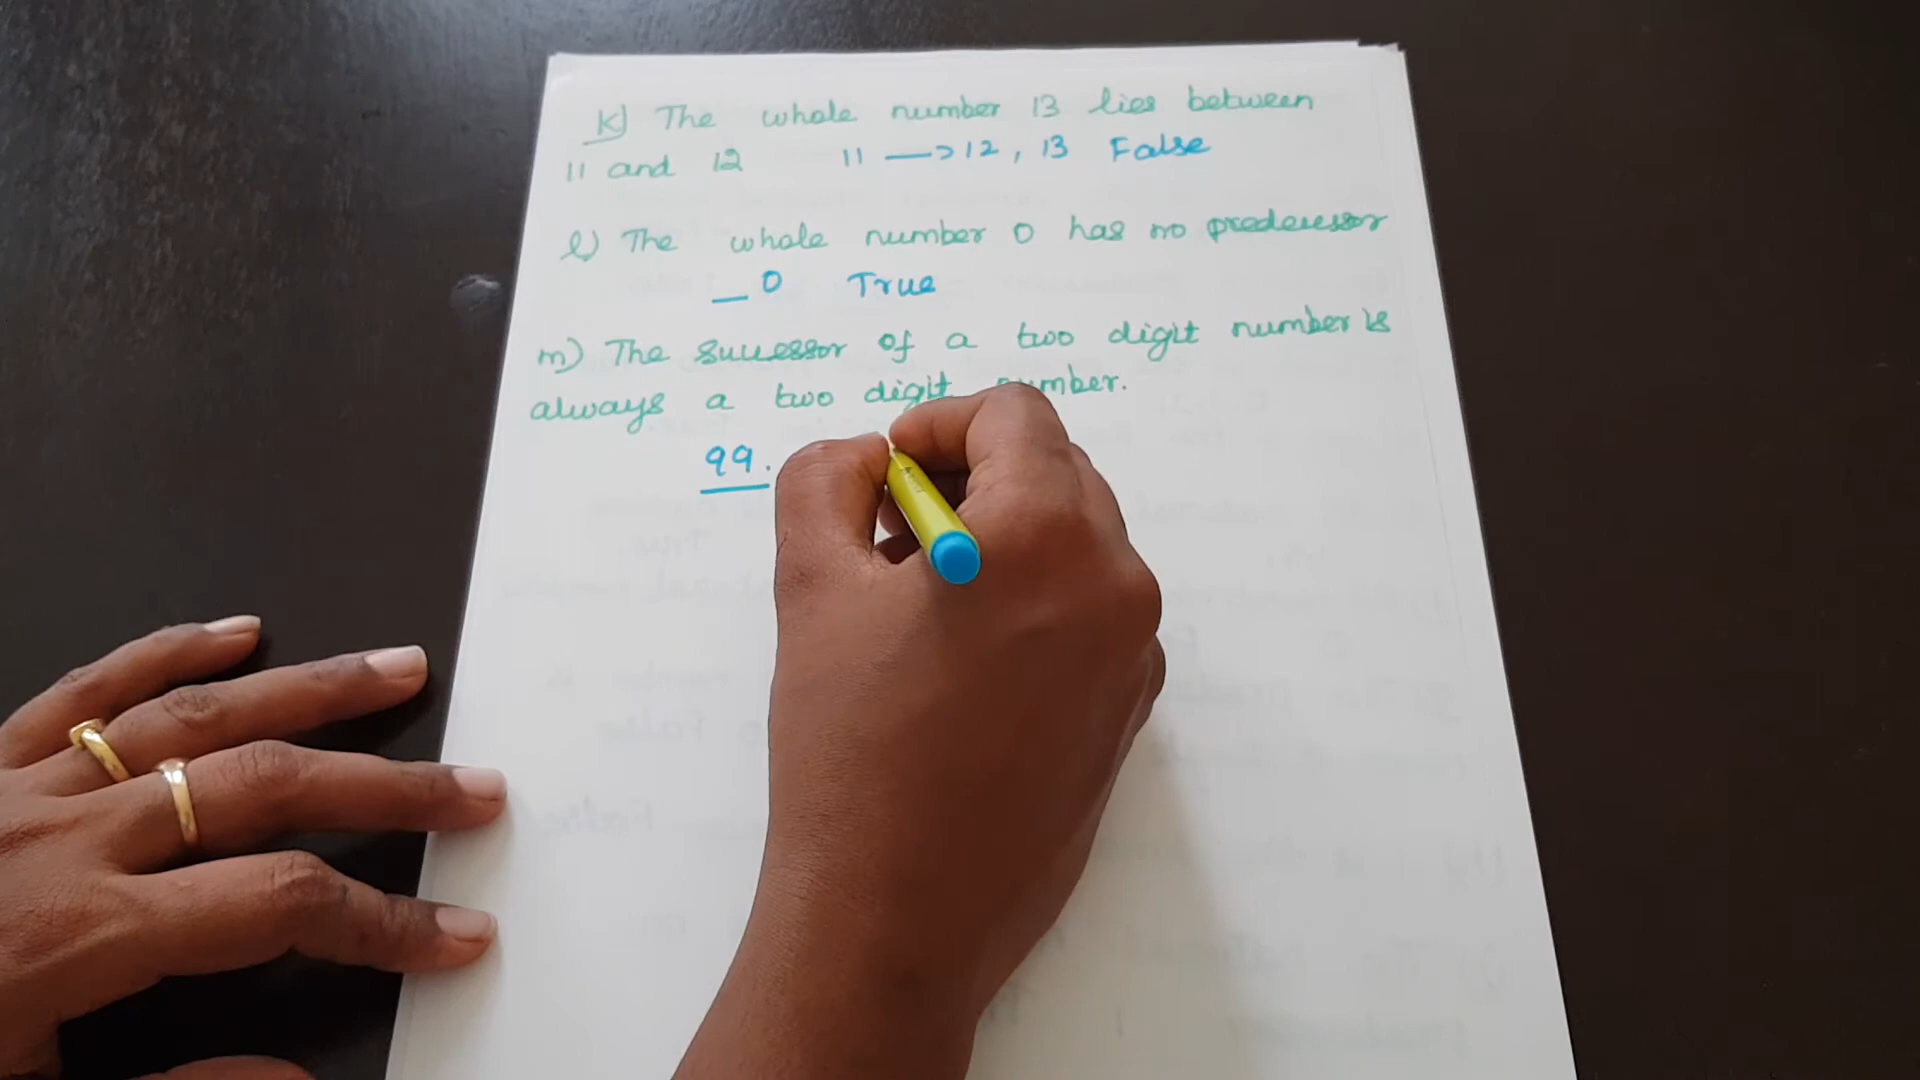 k) The whole number 13 lies between
11 and 12 11 —> 12, 13 False
l) The whole number 0 has no predecessor
_ 0 True
m) The successor of a two digit number is
always a two digit number.
99.